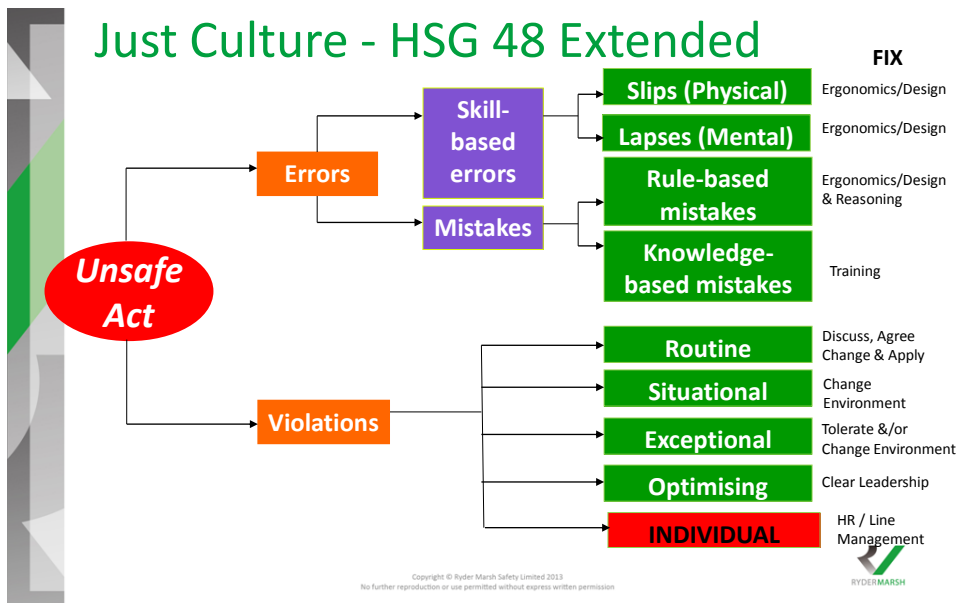 Just Culture - HSG 48 Extended
FIX
Unsafe
Act
Errors
Skill-
based
errors
Mistakes
Slips (Physical)
Ergonomics/Design
Lapses (Mental)
Ergonomics/Design
Rule-based
mistakes
Ergonomics/Design
& Reasoning
Knowledge-
based mistakes
Training
Violations
Routine
Discuss, Agree
Change & Apply
Situational
Change
Environment
Exceptional
Tolerate &/or
Change Environment
Optimising
Clear Leadership
INDIVIDUAL
HR / Line
Management
Copyright © Ryder Marsh Safety Limited 2013
No further reproduction or use permitted without express written permission
RYDERMARSH